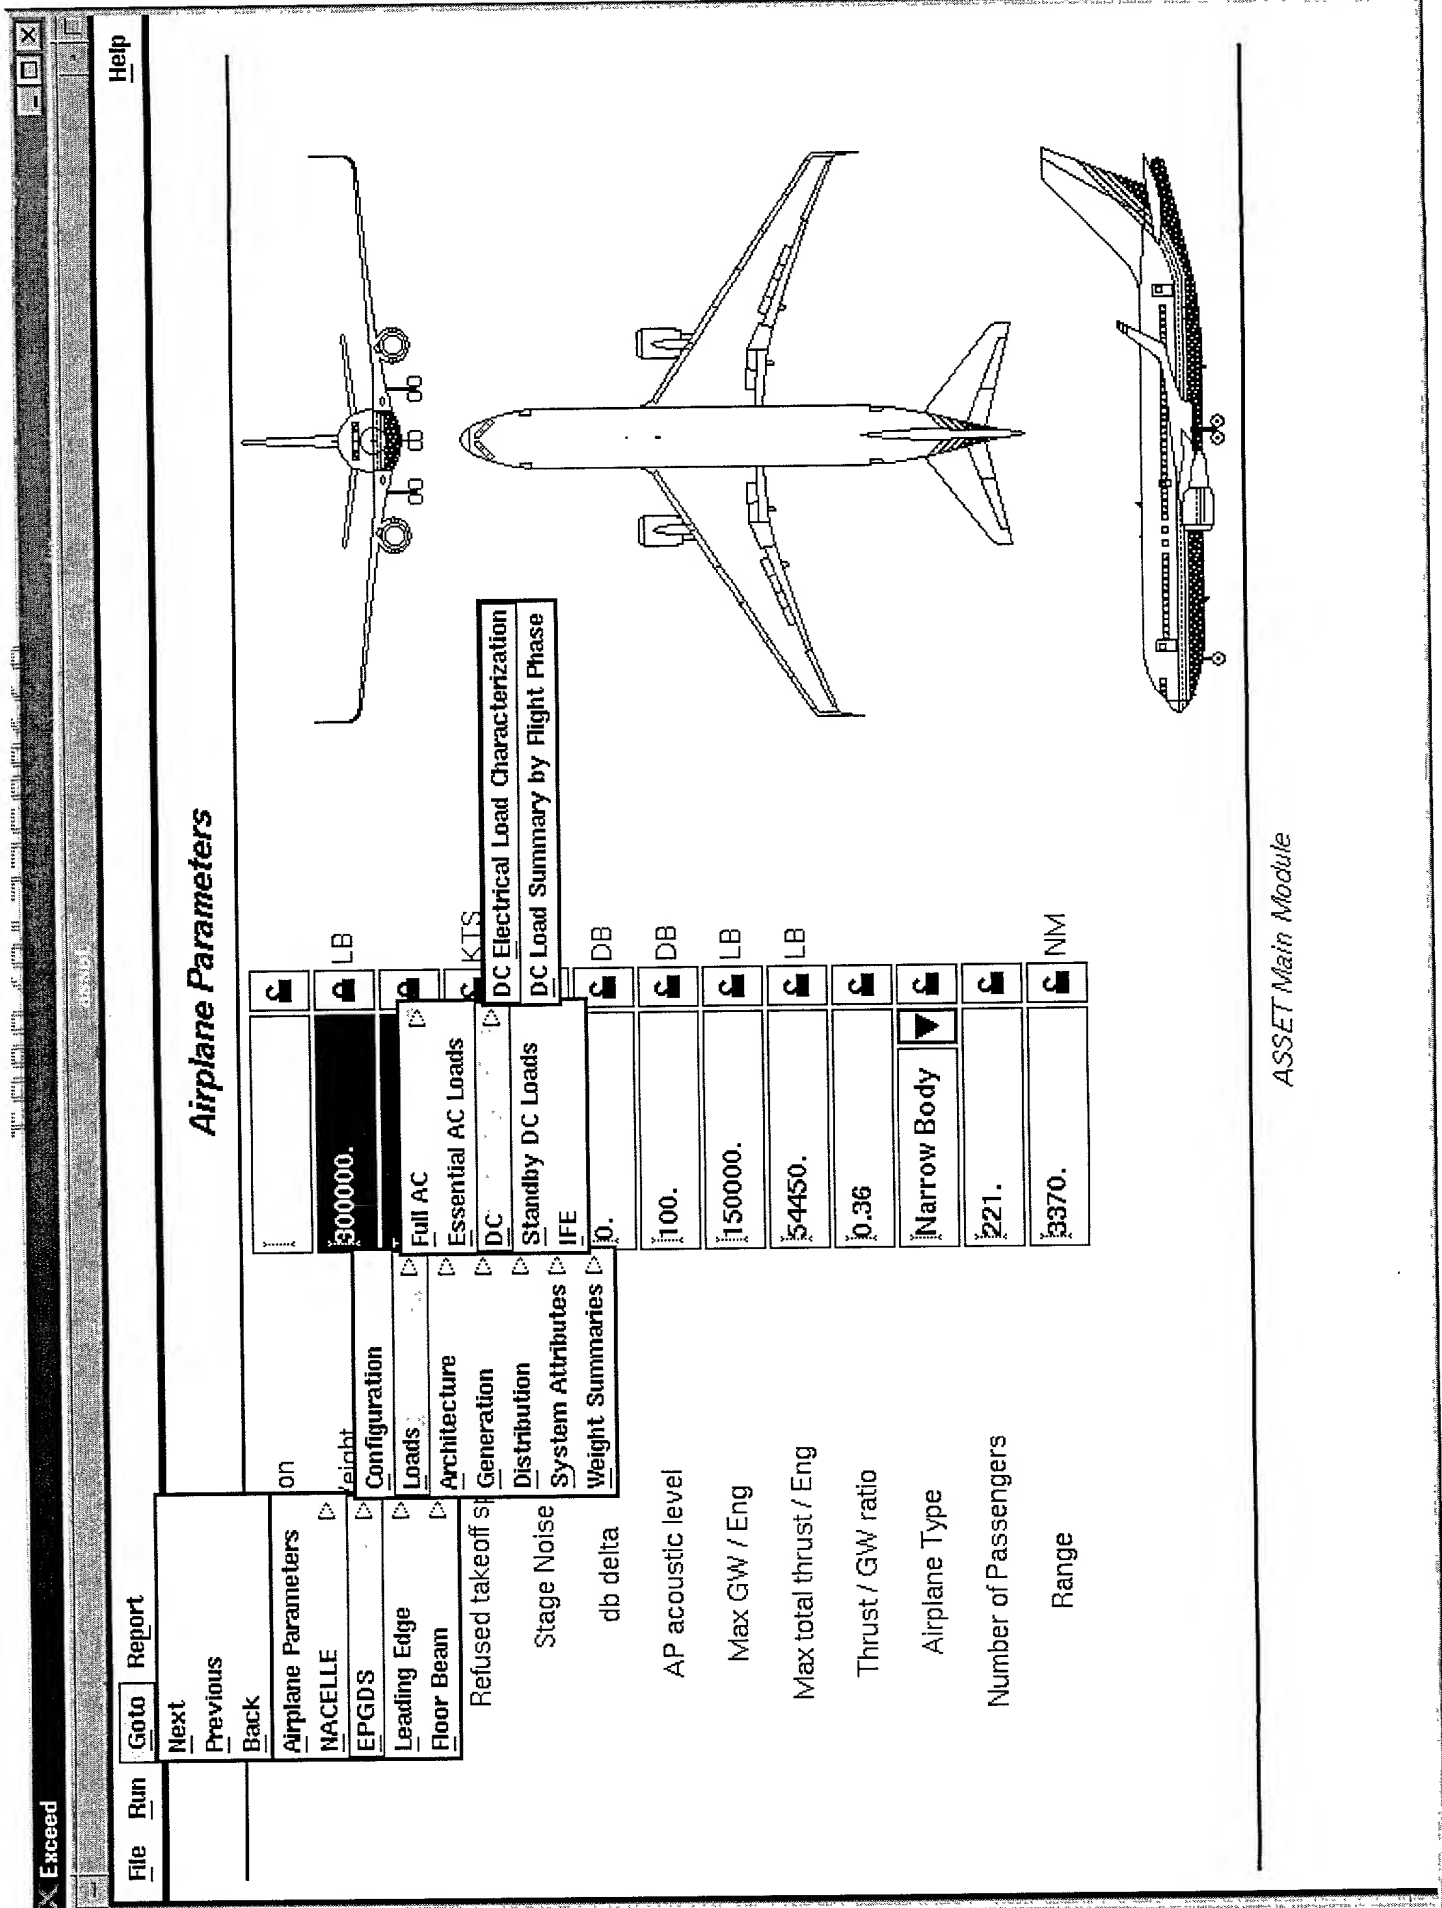 Exceed
File Run Goto Report Help
Airplane Parameters
Next
Previous
Back
Airplane Parameters
NACELLE
EPGDS
Leading Edge
Floor Beam
Configuration
Loads
Architecture
Generation
Distribution
System Attributes
Weight Summaries
Full AC
Essential AC Loads
DC
Standby DC Loads
IFE
DC Electrical Load Characterization
DC Load Summary by Flight Phase
on
300000. LB
KTS
Refused takeoff
Stage Noise
db delta 0. DB
AP acoustic level 100. DB
Max GW / Eng 150000. LB
Max total thrust / Eng 54450. LB
Thrust / GW ratio 0.36
Airplane Type Narrow Body
Number of Passengers 221.
Range 3370. NM
ASSET Main Module